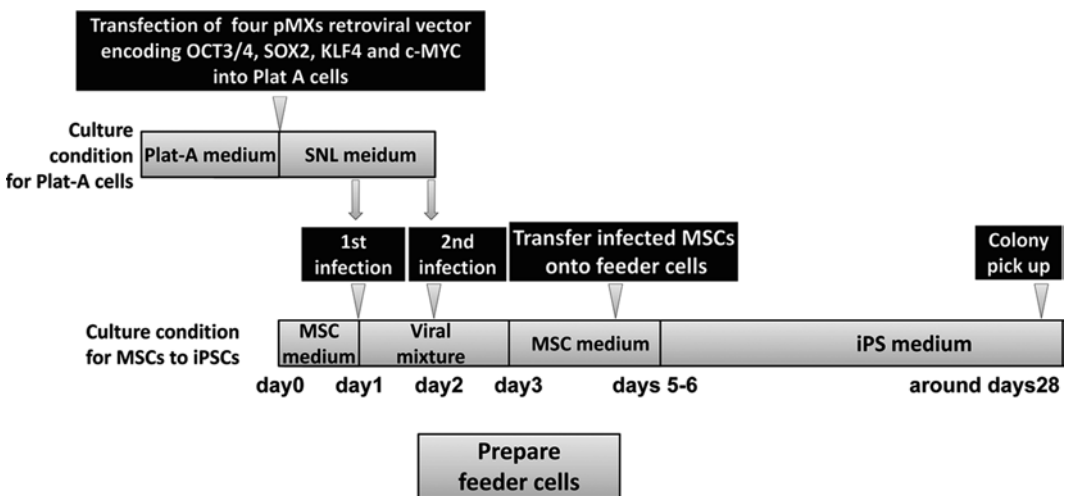 Transfection of four pMXs retroviral vector
encoding OCT3/4, SOX2, KLF4 and c-MYC
into Plat A cells
Culture
condition
for Plat-A cells
Plat-A medium
SNL meidum
1st
infection
2nd
infection
Transfer infected MSCs
onto feeder cells
Colony
pick up
Culture condition
for MSCs to iPSCs
MSC
medium
Viral
mixture
MSC medium
iPS medium
day0
day1
day2
day3
days 5-6
around days28
Prepare
feeder cells